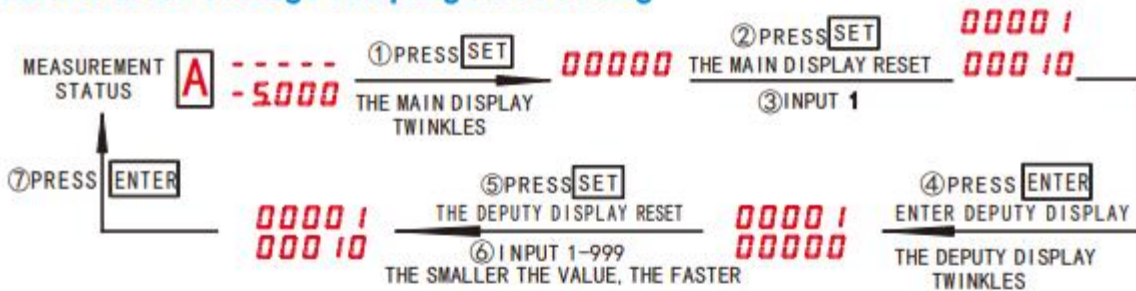 ①PRESS SET
②PRESS SET
00001
MEASUREMENT STATUS
A
-----
-5.000
00000
THE MAIN DISPLAY RESET
00010
THE MAIN DISPLAY
TWINKLES
③INPUT 1
⑦PRESS ENTER
⑤PRESS SET
④PRESS ENTER
00001
THE DEPUTY DISPLAY RESET
00001
ENTER DEPUTY DISPLAY
00010
⑥INPUT 1-999
00000
THE DEPUTY DISPLAY
THE SMALLER THE VALUE, THE FASTER
TWINKLES